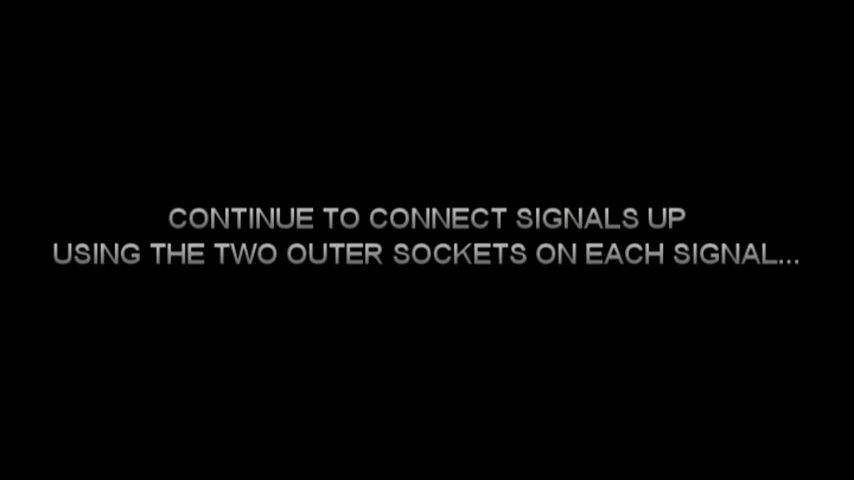 CONTINUE TO CONNECT SIGNALS UP
USING THE TWO OUTER SOCKETS ON EACH SIGNAL...